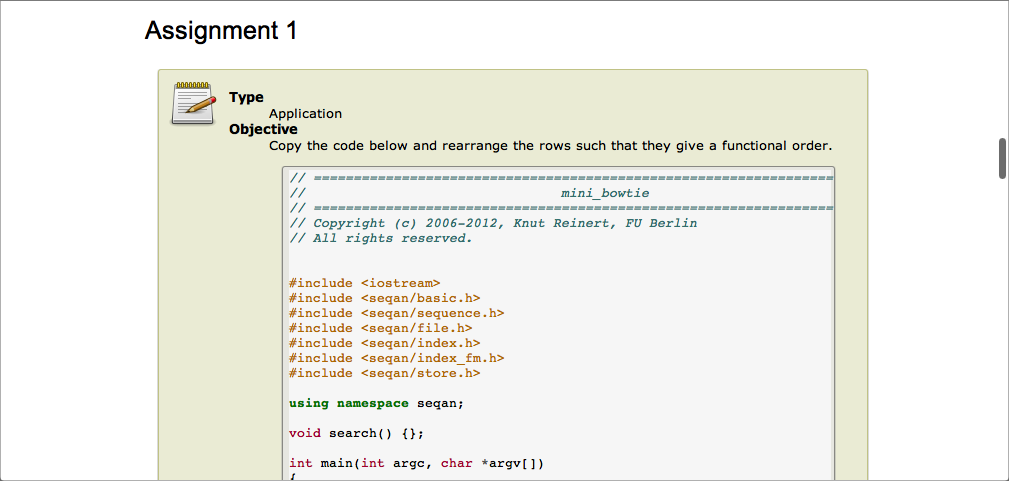 Assignment 1
Type
Application
Objective
Copy the code below and rearrange the rows such that they give a functional order.
// ==========================================================================
// mini_bowtie
// ==========================================================================
// Copyright (c) 2006-2012, Knut Reinert, FU Berlin
// All rights reserved.
#include <iostream>
#include <seqan/basic.h>
#include <seqan/sequence.h>
#include <seqan/file.h>
#include <seqan/index.h>
#include <seqan/index_fm.h>
#include <seqan/store.h>
using namespace seqan;
void search() {};
int main(int argc, char *argv[])
{